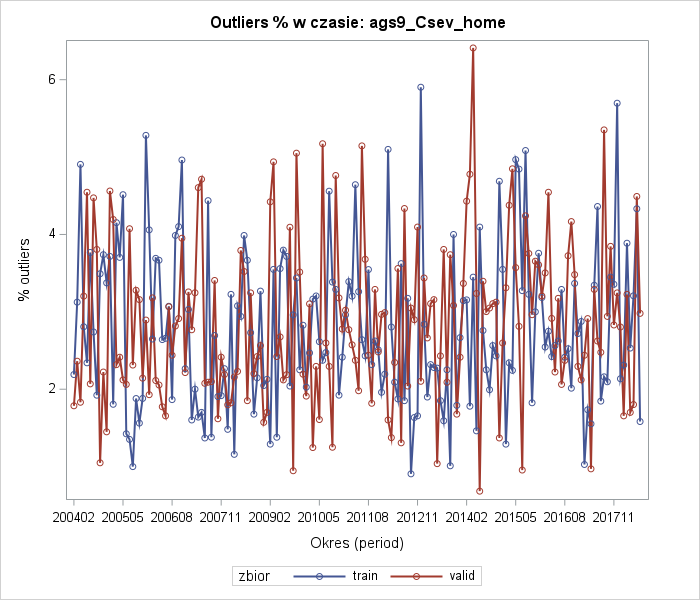 Outliers % w czasie: ags9_Csev_home
% outliers
6
4
2
200402 200505 200608 200711 200902 201005 201108 201211 201402 201505 201608 201711
Okres (period)
zbior train valid